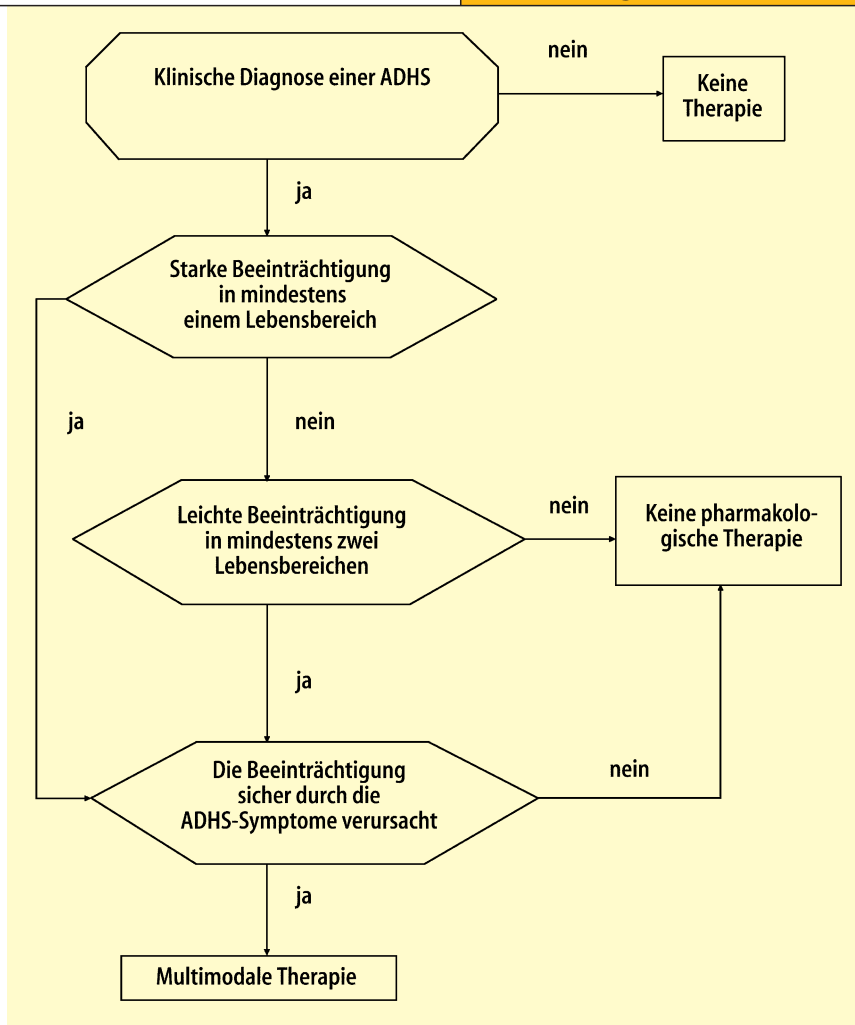 Klinische Diagnose einer ADHS
nein
Keine
Therapie
ja
Starke Beeinträchtigung
in mindestens
einem Lebensbereich
ja
nein
Leichte Beeinträchtigung
in mindestens zwei
Lebensbereichen
nein
Keine pharmakolo-
gische Therapie
ja
Die Beeinträchtigung
sicher durch die
ADHS-Symptome verursacht
nein
ja
Multimodale Therapie